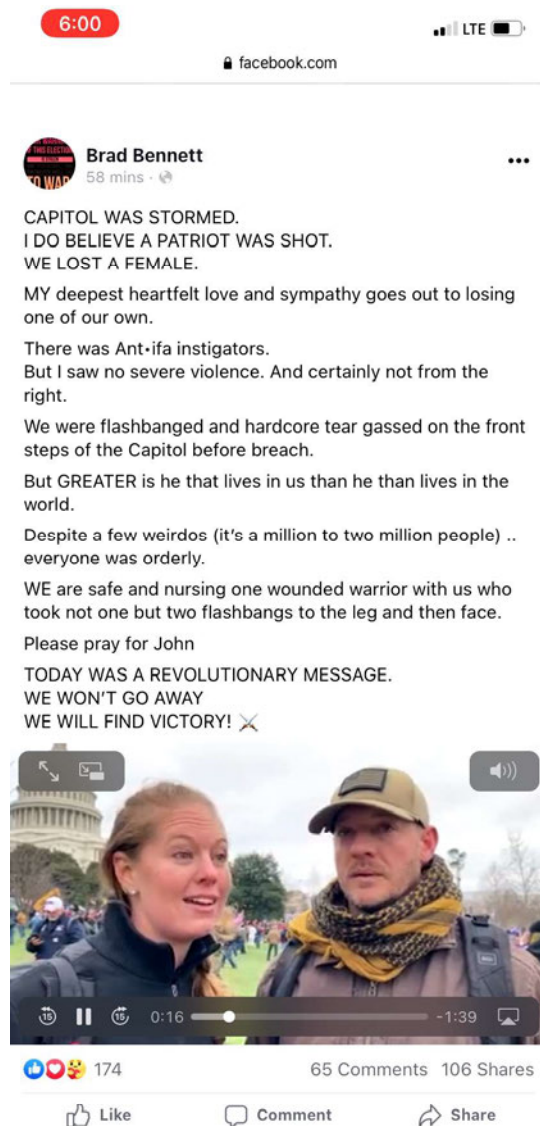 6:00
LTE
facebook.com
THIS ELECTION
TO WAR
Brad Bennett
58 mins ·
CAPITOL WAS STORMED.
I DO BELIEVE A PATRIOT WAS SHOT.
WE LOST A FEMALE.
MY deepest heartfelt love and sympathy goes out to losing
one of our own.
There was Ant•ifa instigators.
But I saw no severe violence. And certainly not from the
right.
We were flashbanged and hardcore tear gassed on the front
steps of the Capitol before breach.
But GREATER is he that lives in us than he than lives in the
world.
Despite a few weirdos (it's a million to two million people) ..
everyone was orderly.
WE are safe and nursing one wounded warrior with us who
took not one but two flashbangs to the leg and then face.
Please pray for John
TODAY WAS A REVOLUTIONARY MESSAGE.
WE WON'T GO AWAY
WE WILL FIND VICTORY! ⚔
15
15
0:16
-1:39
174
65 Comments 106 Shares
Like
Comment
Share